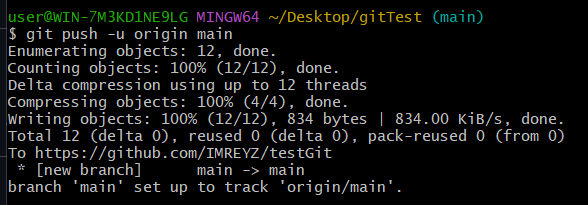 user@WIN-7M3KD1NE9LG MINGW64 ~/Desktop/gitTest (main)
$ git push -u origin main
Enumerating objects: 12, done.
Counting objects: 100% (12/12), done.
Delta compression using up to 12 threads
Compressing objects: 100% (4/4), done.
Writing objects: 100% (12/12), 834 bytes | 834.00 KiB/s, done.
Total 12 (delta 0), reused 0 (delta 0), pack-reused 0 (from 0)
To https://github.com/IMREYZ/testGit
 * [new branch]      main -> main
branch 'main' set up to track 'origin/main'.